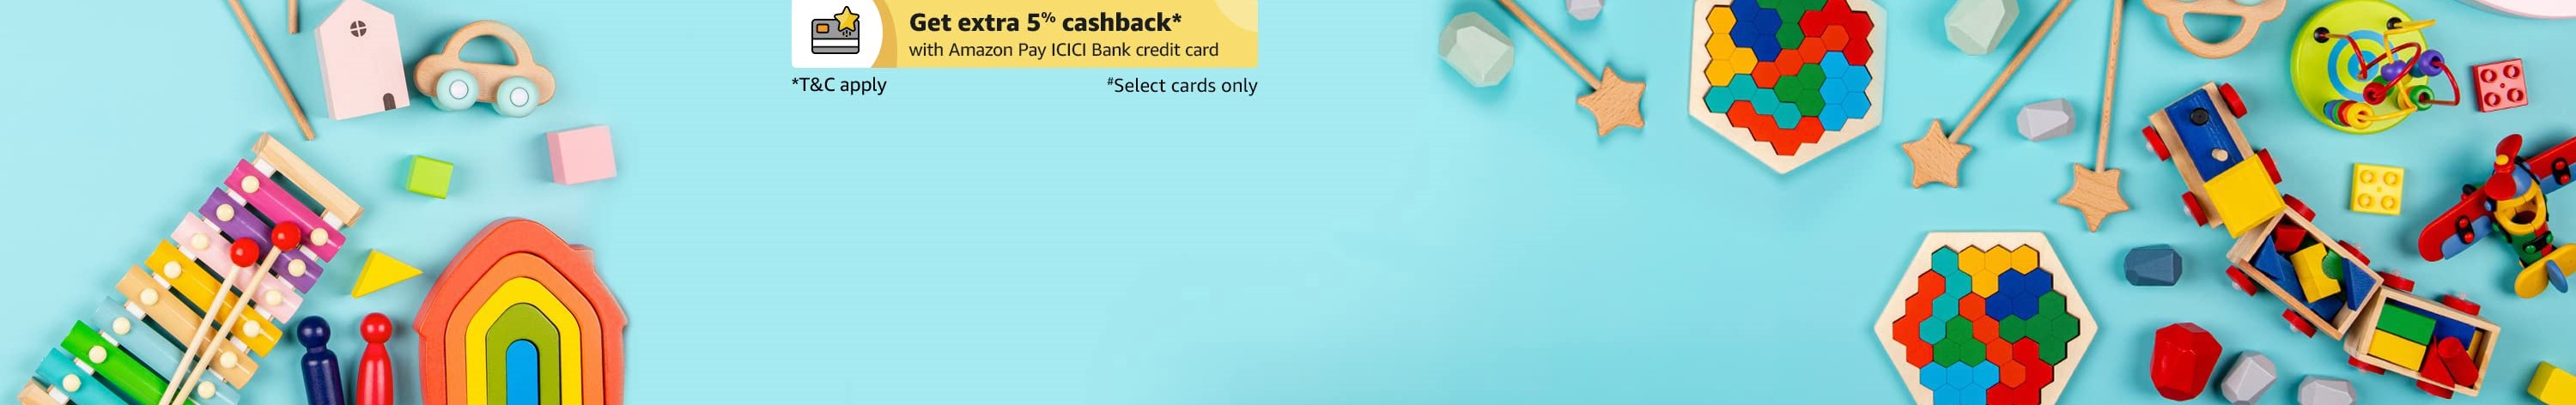 Get extra 5% cashback*
with Amazon Pay ICICI Bank credit card
*T&C apply
#Select cards only